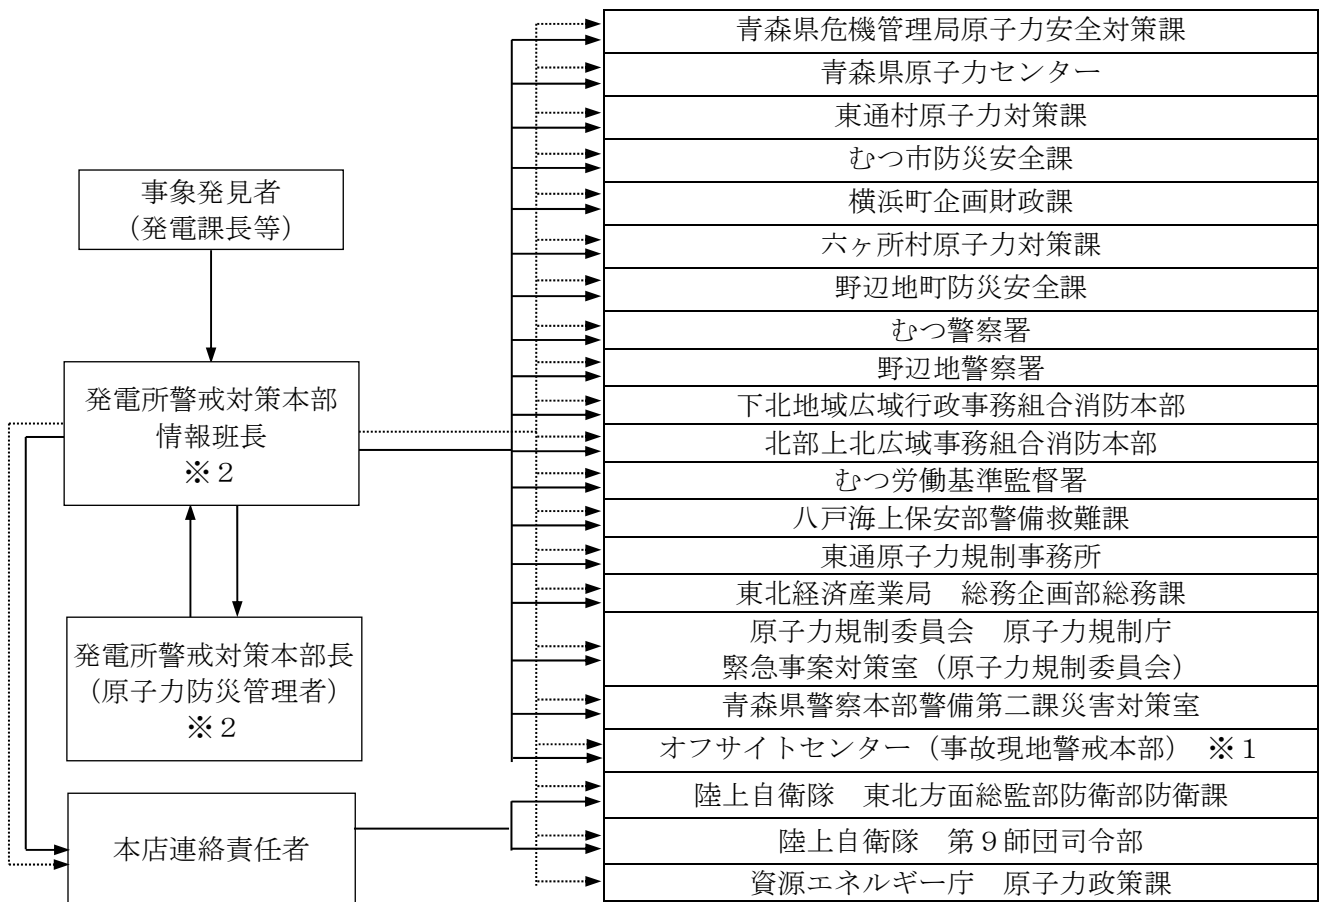 事象発見者
（発電課長等）
発電所警戒対策本部
情報班長
※２
発電所警戒対策本部長
（原子力防災管理者）
※２
本店連絡責任者
青森県危機管理局原子力安全対策課
青森県原子力センター
東通村原子力対策課
むつ市防災安全課
横浜町企画財政課
六ヶ所村原子力対策課
野辺地町防災安全課
むつ警察署
野辺地警察署
下北地域広域行政事務組合消防本部
北部上北広域事務組合消防本部
むつ労働基準監督署
八戸海上保安部警備救難課
東通原子力規制事務所
東北経済産業局　総務企画部総務課
原子力規制委員会　原子力規制庁
緊急事案対策室（原子力規制委員会）
青森県警察本部警備第二課災害対策室
オフサイトセンター（事故現地警戒本部）　※１
陸上自衛隊　東北方面総監部防衛部防衛課
陸上自衛隊　第９師団司令部
資源エネルギー庁　原子力政策課